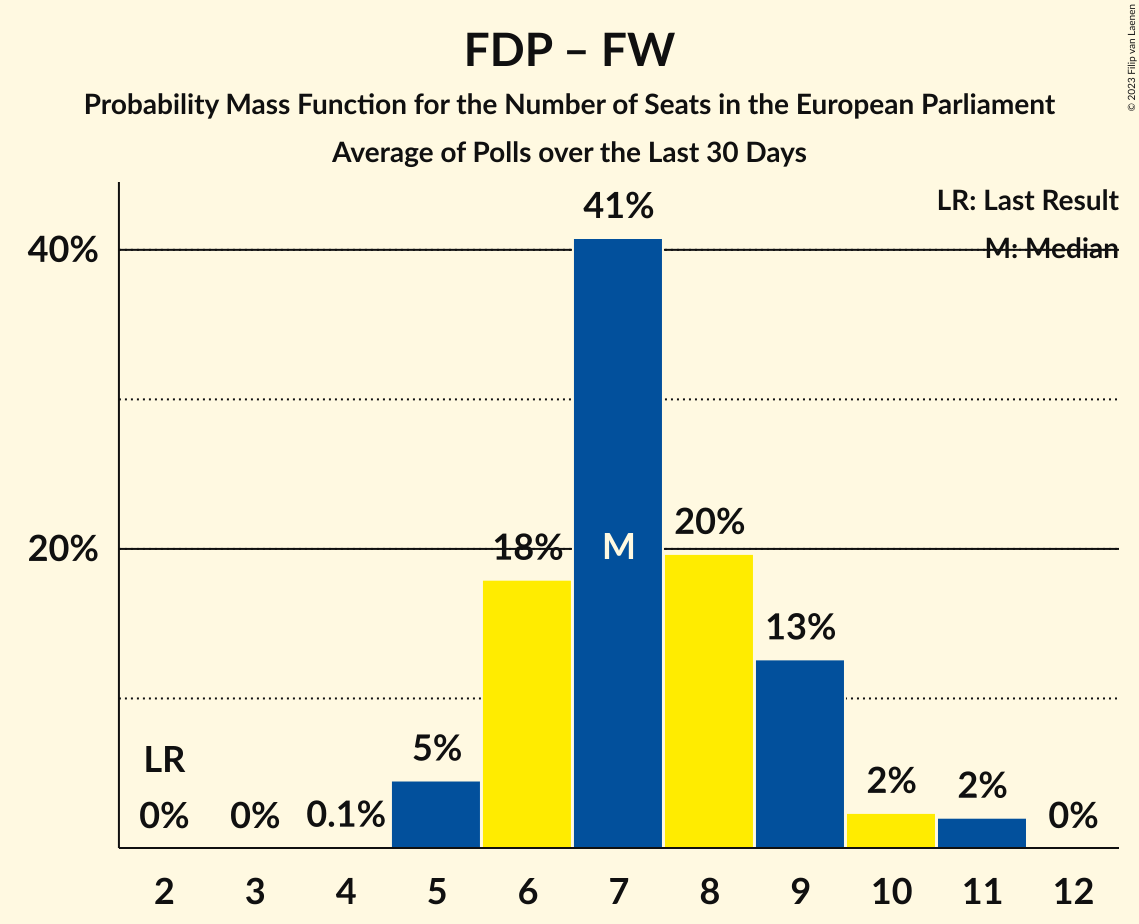 FDP – FW
Probability Mass Function for the Number of Seats in the European Parliament
Average of Polls over the Last 30 Days
© 2023 Filip van Laenen
LR: Last Result
M: Median
41%
40%
20%
20%
18%
M
13%
LR
5%
2%
2%
0%
0%
0.1%
0%
2 3 4 5 6 7 8 9 10 11 12